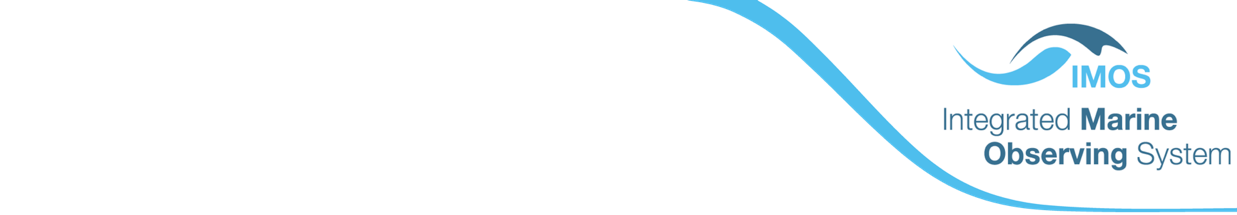 IMOS
Integrated Marine
Observing System